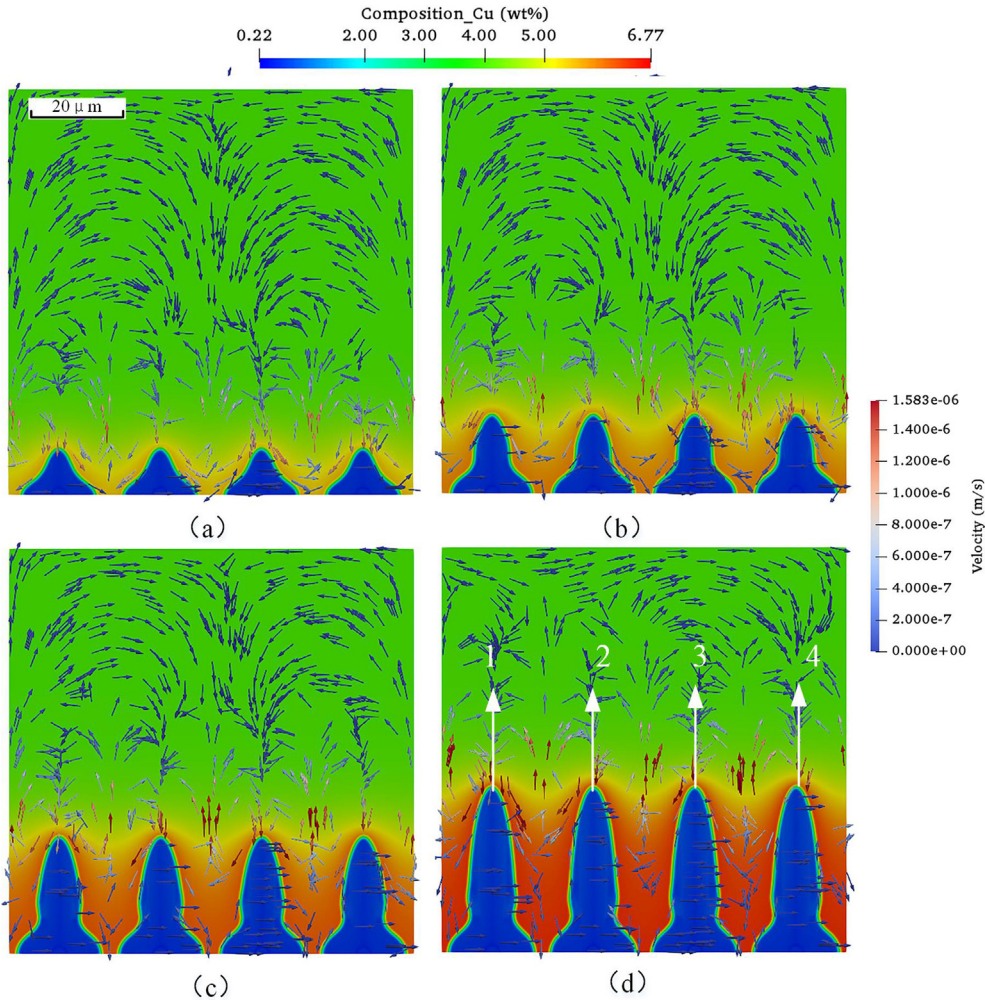 Composition_Cu (wt%)
0.22 2.00 3.00 4.00 5.00 6.77
20 μm
(a)
(b)
1.583e-06
1.400e-6
1.200e-6
1.000e-6
8.000e-7
6.000e-7
4.000e-7
2.000e-7
0.000e+00
Velocity (m/s)
1 2 3 4
(c)
(d)